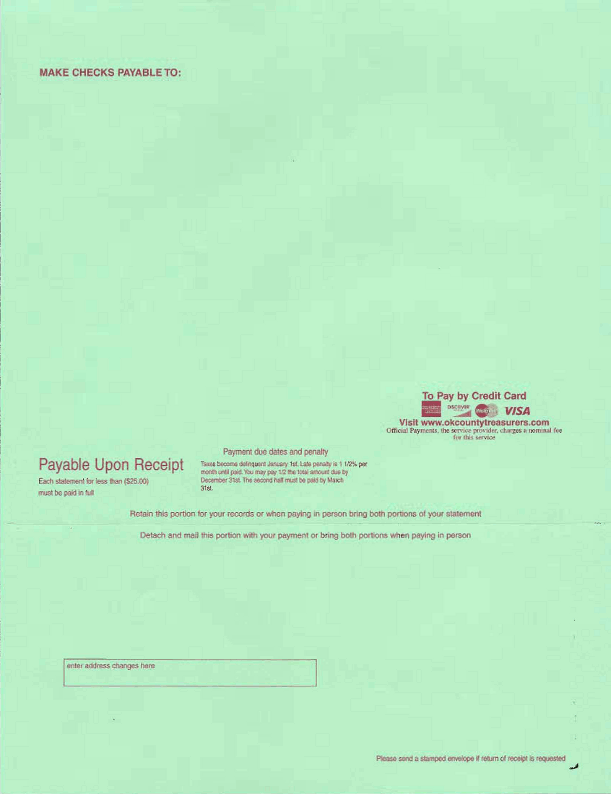 MAKE CHECKS PAYABLE TO:
To Pay by Credit Card
DISCOVER
VISA
Visit www.okcountytreasurers.com
Official Payments, the service provider, charges a nominal fee
for this service
Payment due dates and penalty
Payable Upon Receipt
Taxes become delinquent January 1st. Late penalty is 1 1/2% per
month until paid. You may pay 1/2 the total amount due by
December 31st. The second half must be paid by March
31st.
Each statement for less than ($25.00)
must be paid in full
Retain this portion for your records or when paying in person bring both portions of your statement
Detach and mail this portion with your payment or bring both portions when paying in person
enter address changes here
Please send a stamped envelope if return of receipt is requested